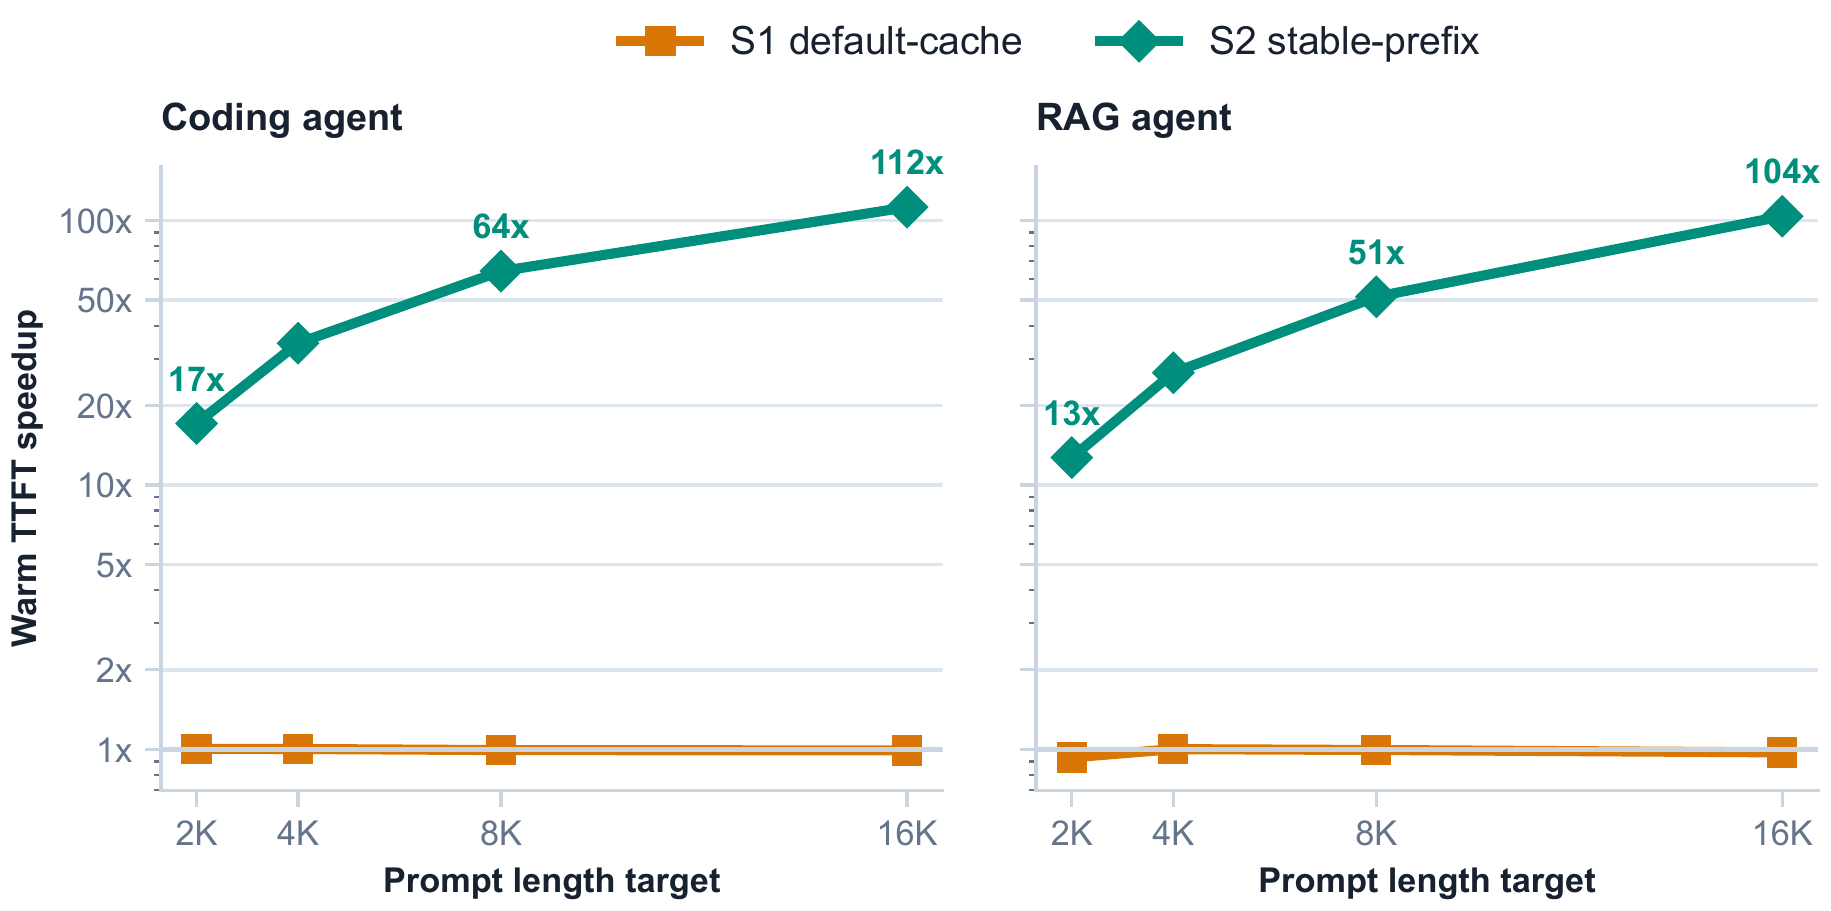 S1 default-cache
S2 stable-prefix
Coding agent
RAG agent
Warm TTFT speedup
100x
50x
20x
10x
5x
2x
1x
17x
64x
112x
2K
4K
8K
16K
Prompt length target
13x
51x
104x
2K
4K
8K
16K
Prompt length target